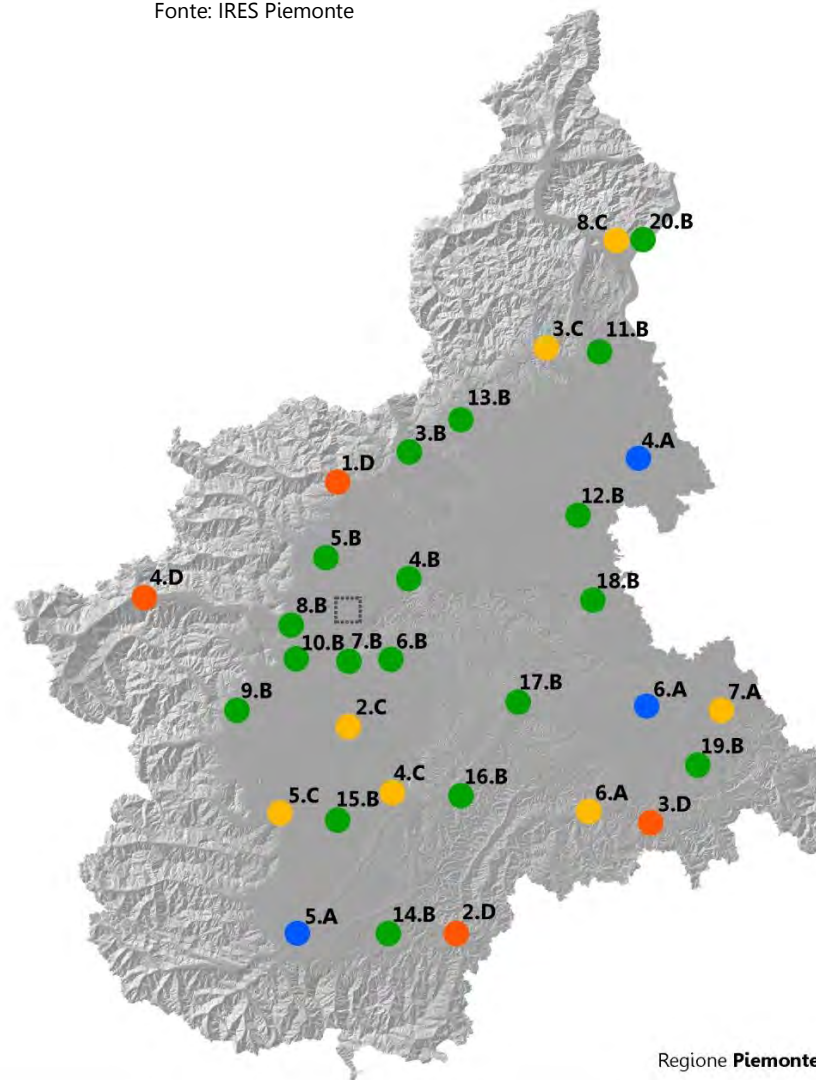 Fonte: IRES Piemonte
8.C 20.B
3.C 11.B
13.B
3.B
4.A
1.D
12.B
5.B
4.B
4.D
18.B
8.B
10.B 7.B 6.B
9.B
17.B
6.A 7.A
2.C
19.B
4.C
16.B
5.C
15.B
6.A
3.D
5.A 14.B 2.D
Regione Piemonte